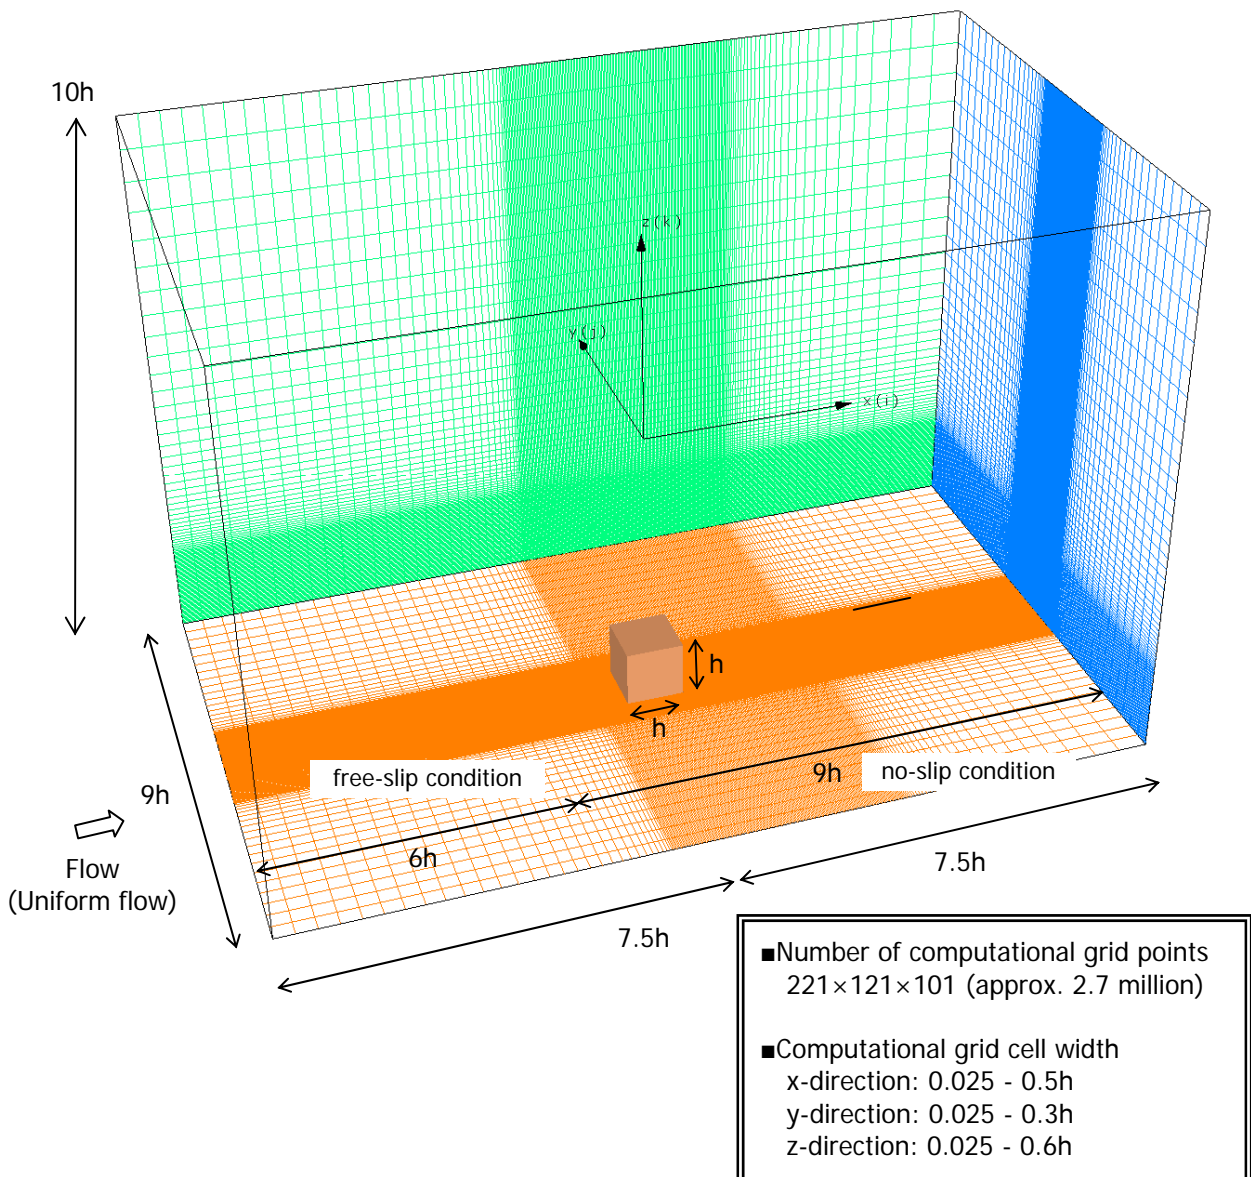 10h
z(k)
y(j)
x(i)
h
h
free-slip condition
9h
no-slip condition
9h
6h
Flow
(Uniform flow)
7.5h
7.5h
■Number of computational grid points
221×121×101 (approx. 2.7 million)
■Computational grid cell width
x-direction: 0.025 - 0.5h
y-direction: 0.025 - 0.3h
z-direction: 0.025 - 0.6h